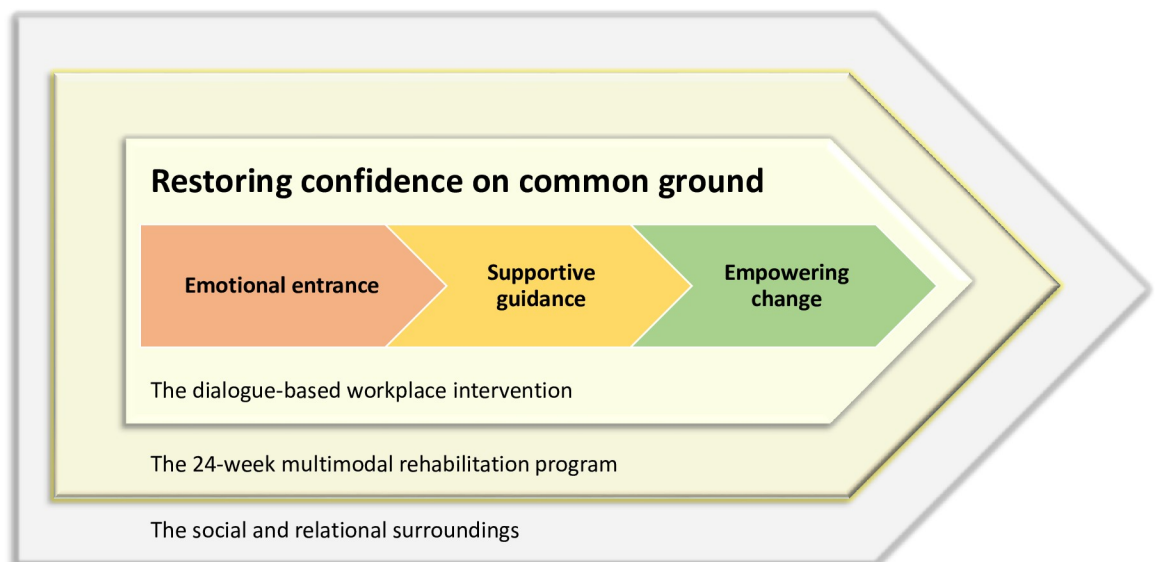 Restoring confidence on common ground
Emotional entrance
Supportive
guidance
Empowering
change
The dialogue-based workplace intervention
The 24-week multimodal rehabilitation program
The social and relational surroundings